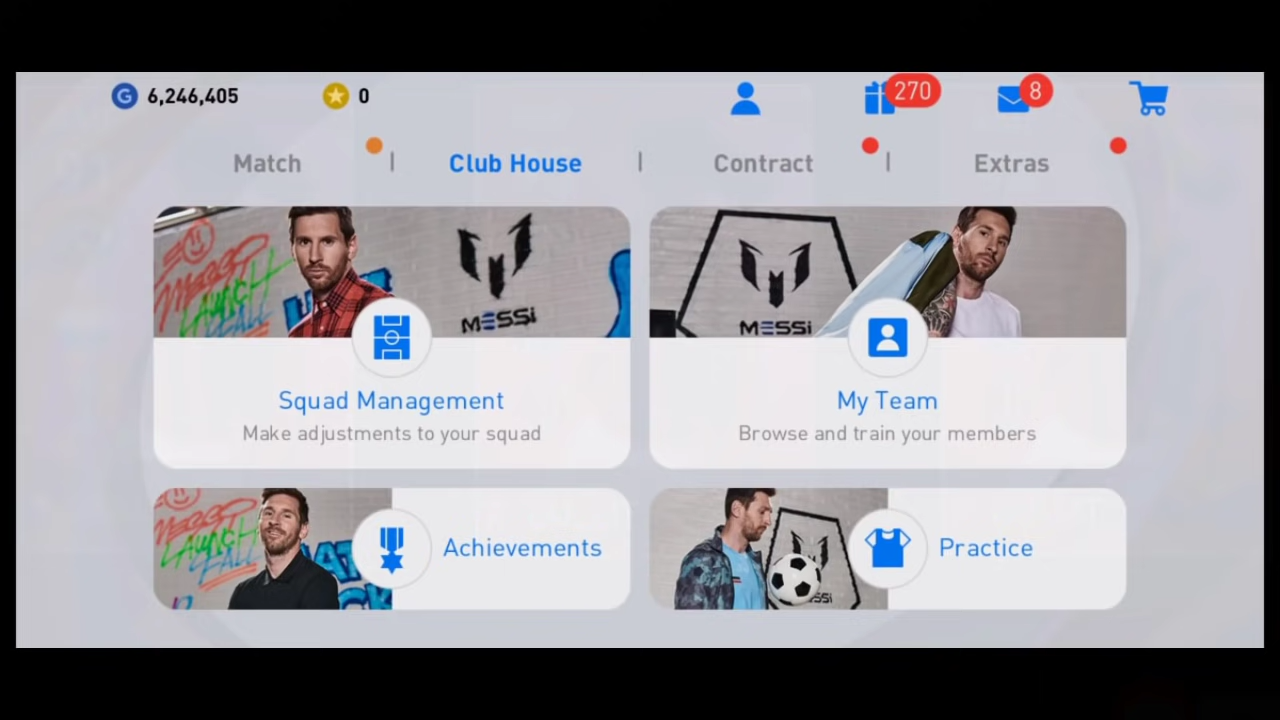 G 6,246,405 0 270 8
Match | Club House | Contract | Extras
MESSI
MESSI
Squad Management
My Team
Make adjustments to your squad
Browse and train your members
Achievements
Practice